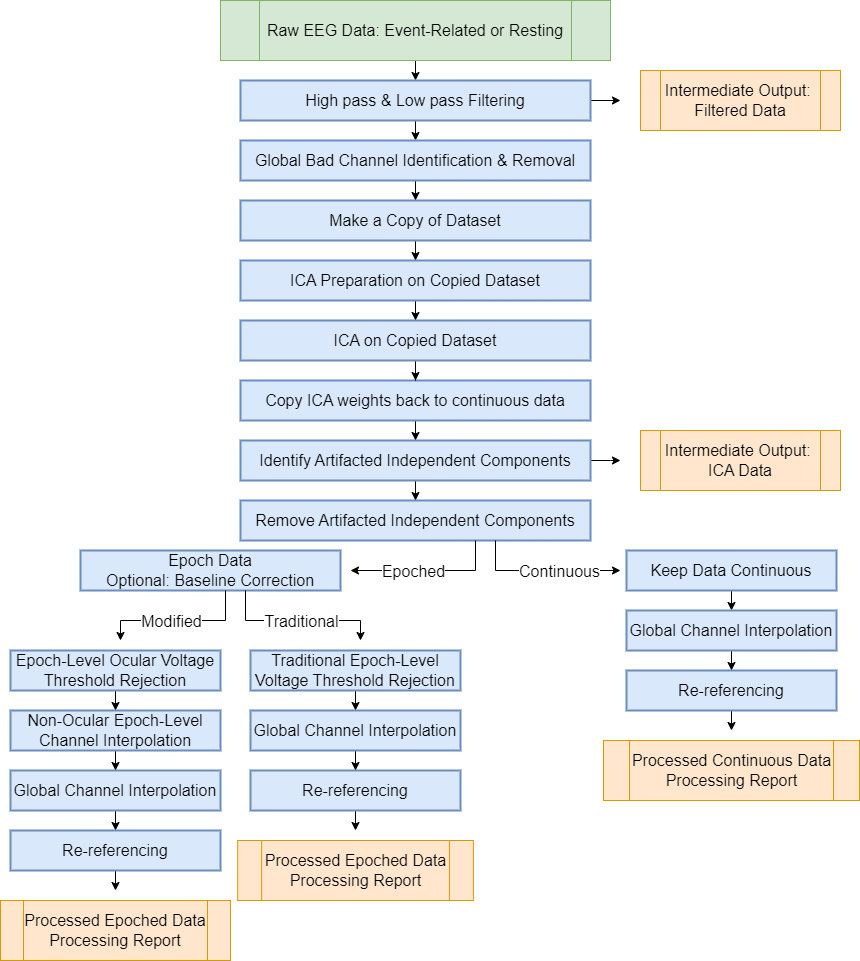 Raw EEG Data: Event-Related or Resting
High pass & Low pass Filtering
Intermediate Output:
Filtered Data
Global Bad Channel Identification & Removal
Make a Copy of Dataset
ICA Preparation on Copied Dataset
ICA on Copied Dataset
Copy ICA weights back to continuous data
Identify Artifacted Independent Components
Intermediate Output:
ICA Data
Remove Artifacted Independent Components
Epoched
Continuous
Epoch Data
Optional: Baseline Correction
Modified
Traditional
Epoch-Level Ocular Voltage
Threshold Rejection
Non-Ocular Epoch-Level
Channel Interpolation
Global Channel Interpolation
Re-referencing
Processed Epoched Data
Processing Report
Traditional Epoch-Level
Voltage Threshold Rejection
Global Channel Interpolation
Re-referencing
Processed Epoched Data
Processing Report
Keep Data Continuous
Global Channel Interpolation
Re-referencing
Processed Continuous Data
Processing Report